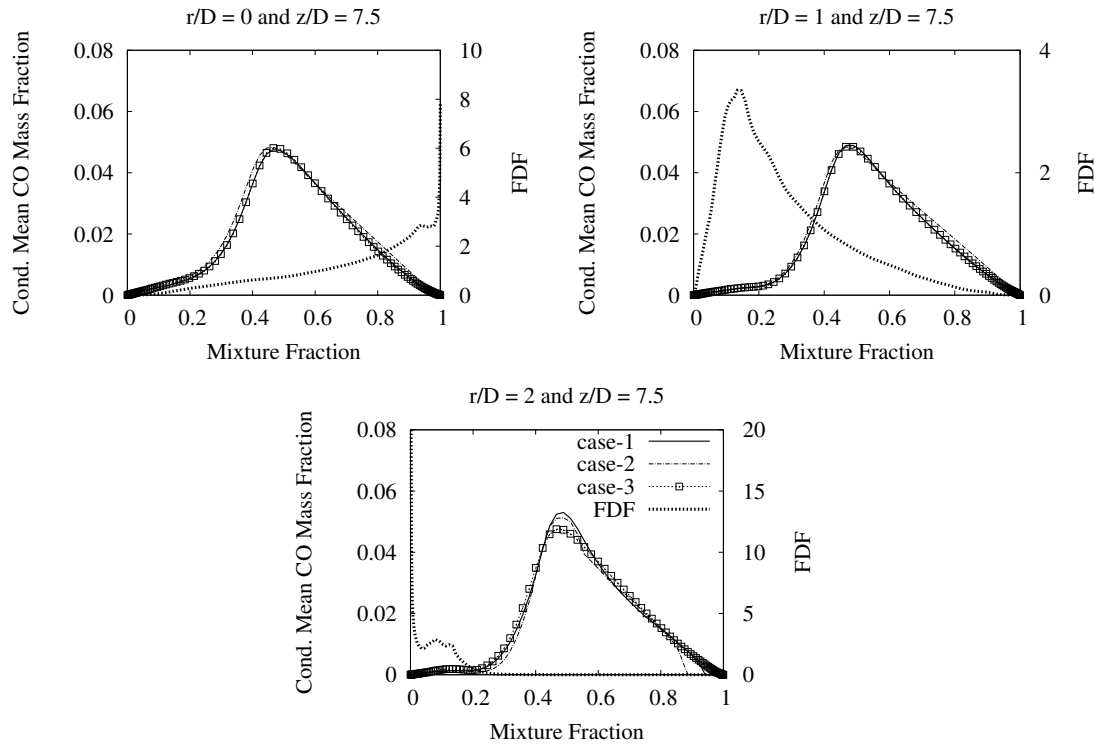 r/D = 0 and z/D = 7.5
Cond. Mean CO Mass Fraction
0.08
0.06
0.04
0.02
0
10
8
6
4
2
0
FDF
0 0.2 0.4 0.6 0.8 1
Mixture Fraction
r/D = 1 and z/D = 7.5
Cond. Mean CO Mass Fraction
0.08
0.06
0.04
0.02
0
4
2
0
FDF
0 0.2 0.4 0.6 0.8 1
Mixture Fraction
r/D = 2 and z/D = 7.5
Cond. Mean CO Mass Fraction
0.08
0.06
0.04
0.02
0
case-1
case-2
case-3
FDF
20
15
10
5
0
FDF
0 0.2 0.4 0.6 0.8 1
Mixture Fraction